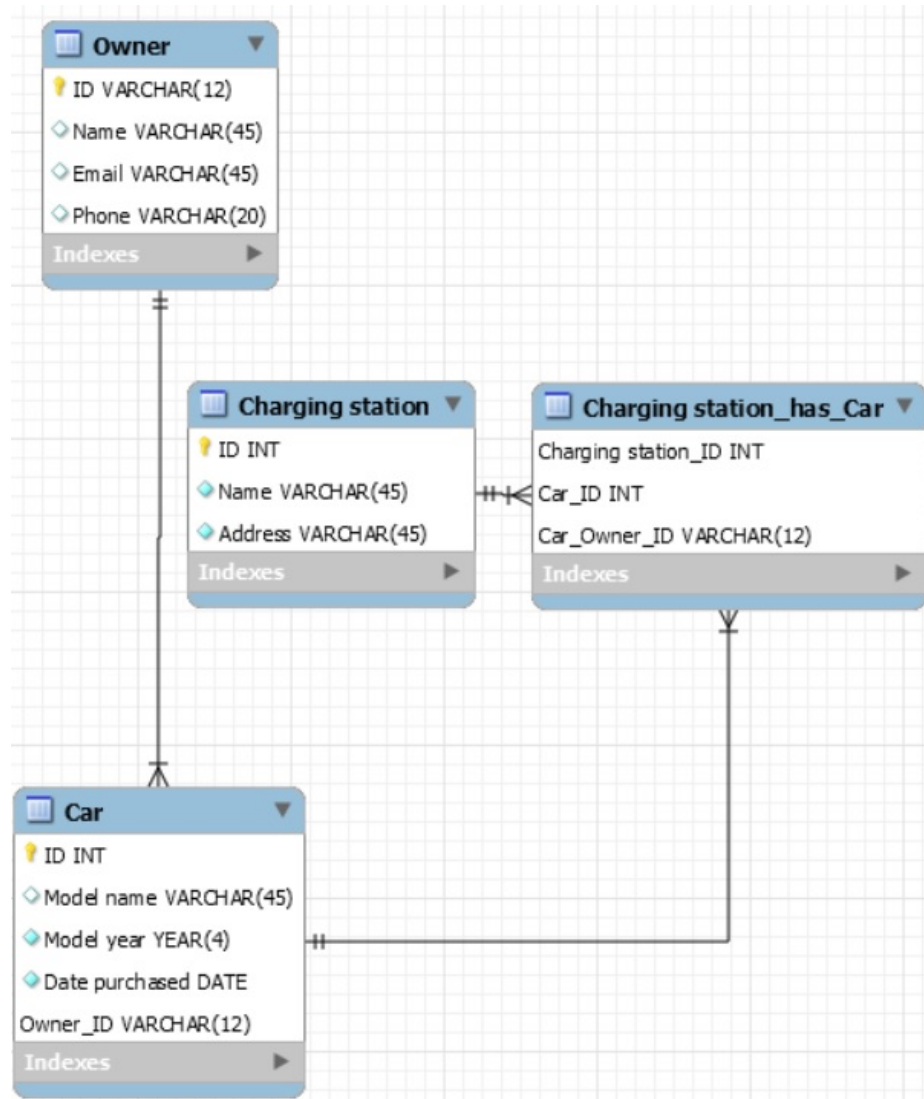 Owner
ID VARCHAR(12)
Name VARCHAR(45)
Email VARCHAR(45)
Phone VARCHAR(20)
Indexes
Charging station
ID INT
Name VARCHAR(45)
Address VARCHAR(45)
Indexes
Charging station_has_Car
Charging station_ID INT
Car_ID INT
Car_Owner_ID VARCHAR(12)
Indexes
Car
ID INT
Model name VARCHAR(45)
Model year YEAR(4)
Date purchased DATE
Owner_ID VARCHAR(12)
Indexes